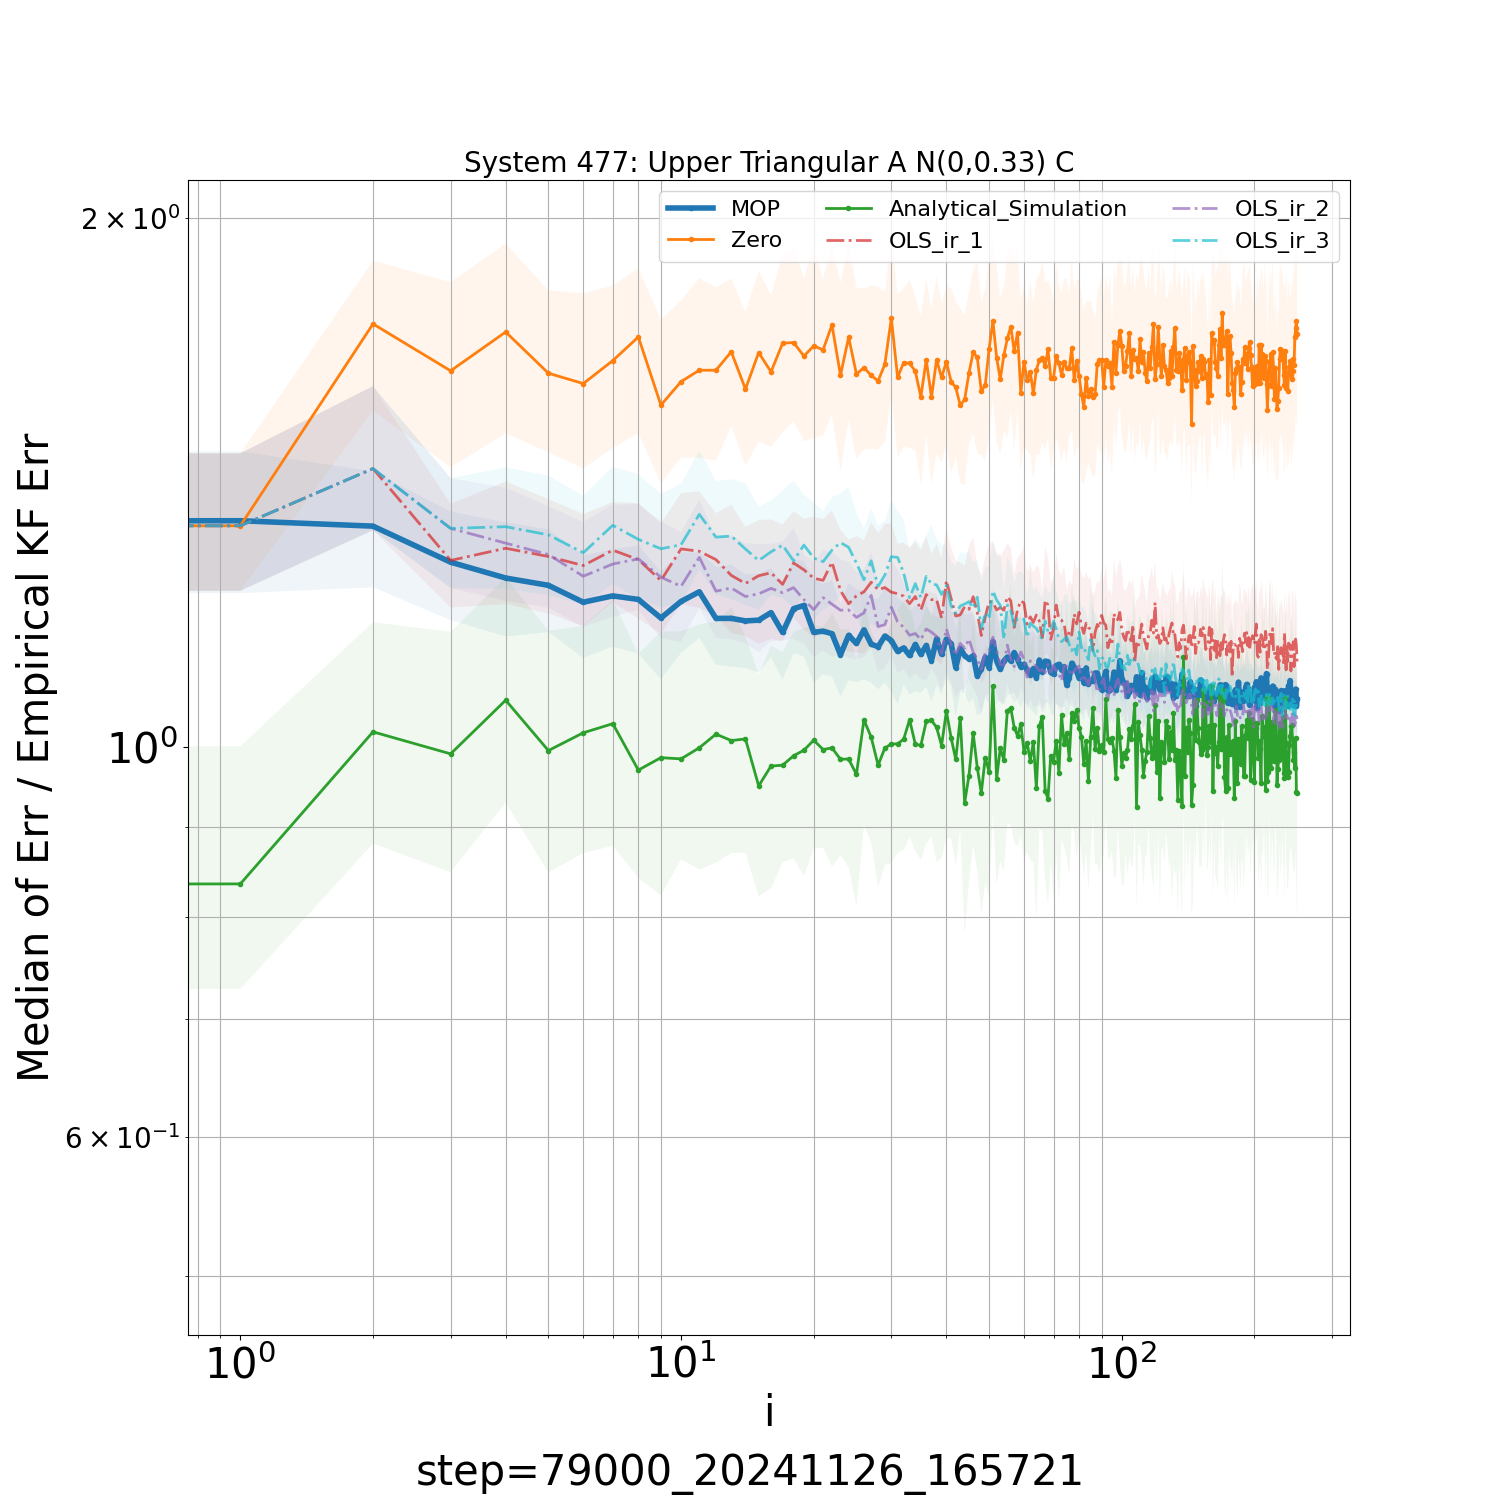 System 477: Upper Triangular A N(0,0.33) C
MOP
Zero
Analytical_Simulation
OLS_ir_1
OLS_ir_2
OLS_ir_3
2 × 10⁰
10⁰
6 × 10⁻¹
Median of Err / Empirical KF Err
10⁰ 10¹ 10²
i
step=79000_20241126_165721